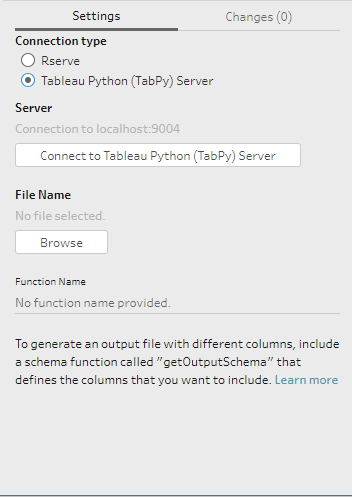 Settings Changes (0)
Connection type
Rserve
Tableau Python (TabPy) Server
Server
Connection to localhost:9004
Connect to Tableau Python (TabPy) Server
File Name
No file selected.
Browse
Function Name
No function name provided.
To generate an output file with different columns, include
a schema function called "getOutputSchema" that
defines the columns that you want to include. Learn more